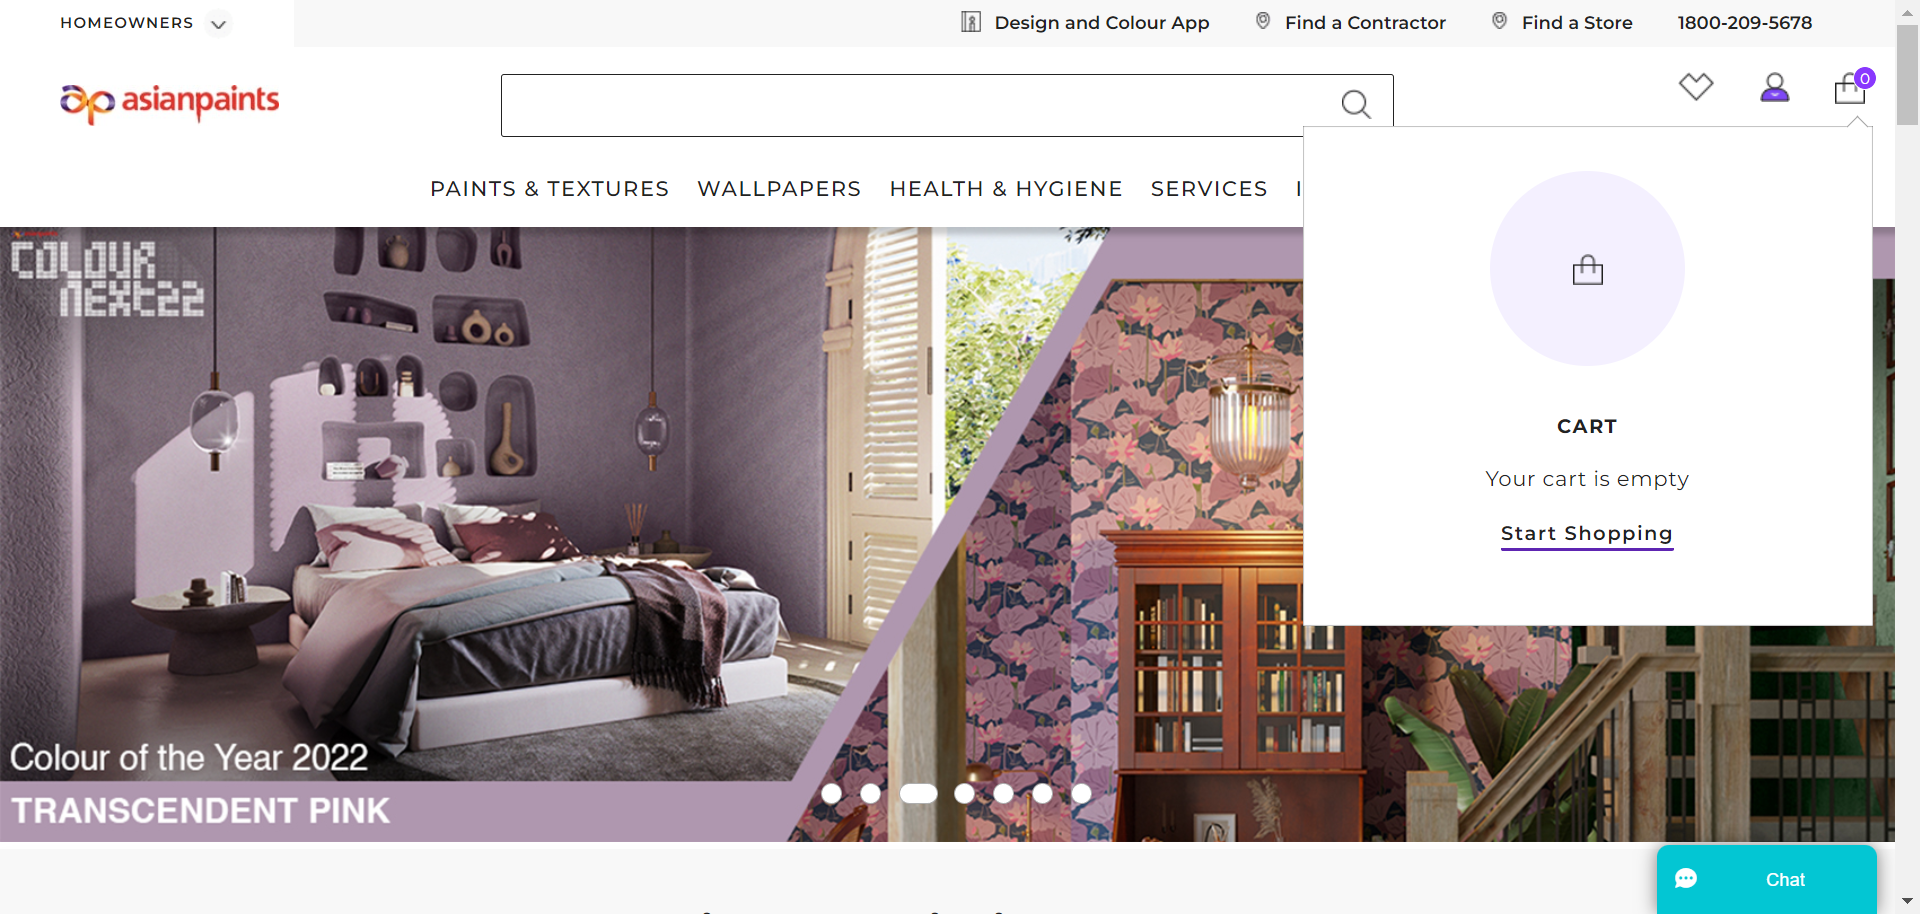 HOMEOWNERS
Design and Colour App
Find a Contractor
Find a Store
1800-209-5678
asianpaints
0
PAINTS & TEXTURES
WALLPAPERS
HEALTH & HYGIENE
SERVICES
COLOUR
NEXT22
CART
Your cart is empty
Start Shopping
Colour of the Year 2022
TRANSCENDENT PINK
Chat